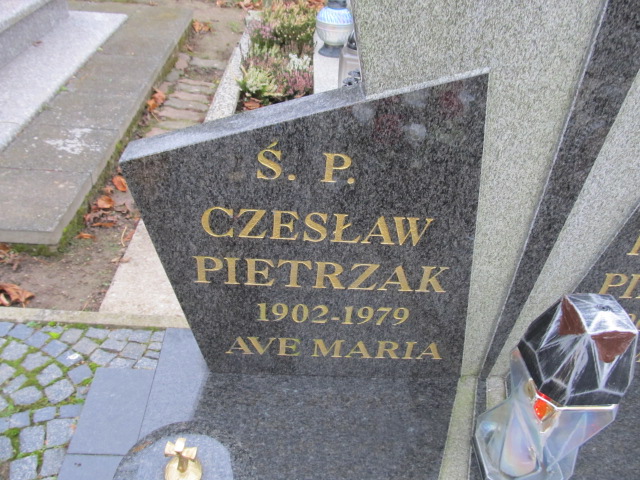 Ś. P.
CZESŁAW
PIETRZAK
1902-1979
AVE MARIA